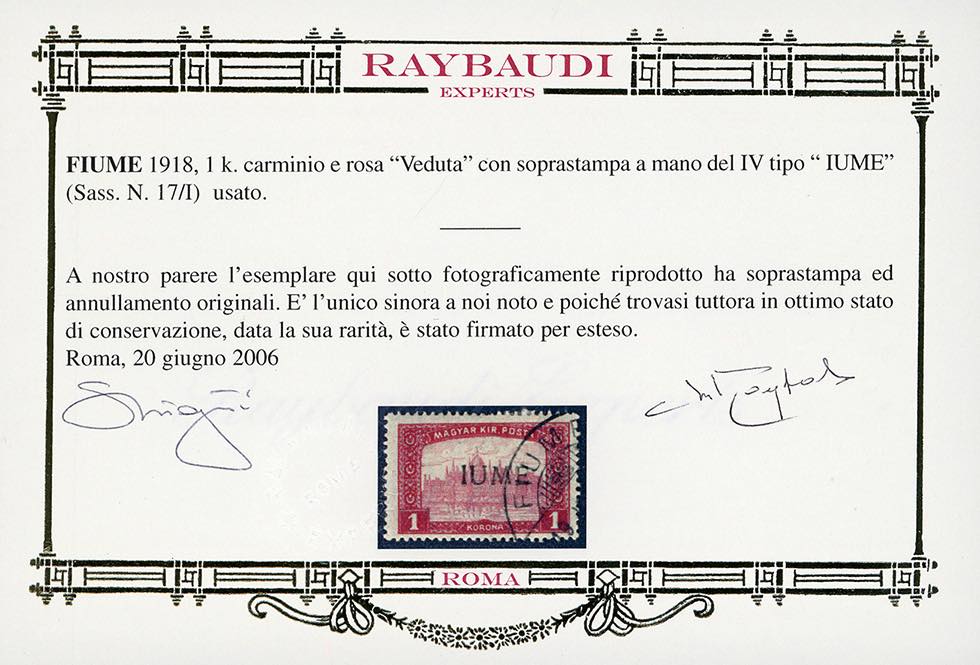 RAYBAUDI
EXPERTS
FIUME 1918, 1 k. carminio e rosa “Veduta” con soprastampa a mano del IV tipo “ IUME”
(Sass. N. 17/I) usato.
A nostro parere l’esemplare qui sotto fotograficamente riprodotto ha soprastampa ed
annullamento originali. E’ l’unico sinora a noi noto e poiché trovasi tuttora in ottimo stato
di conservazione, data la sua rarità, è stato firmato per esteso.
Roma, 20 giugno 2006
MAGYAR KIR. POSTA
IUME
FIUM
1 KORONA 1
ROMA